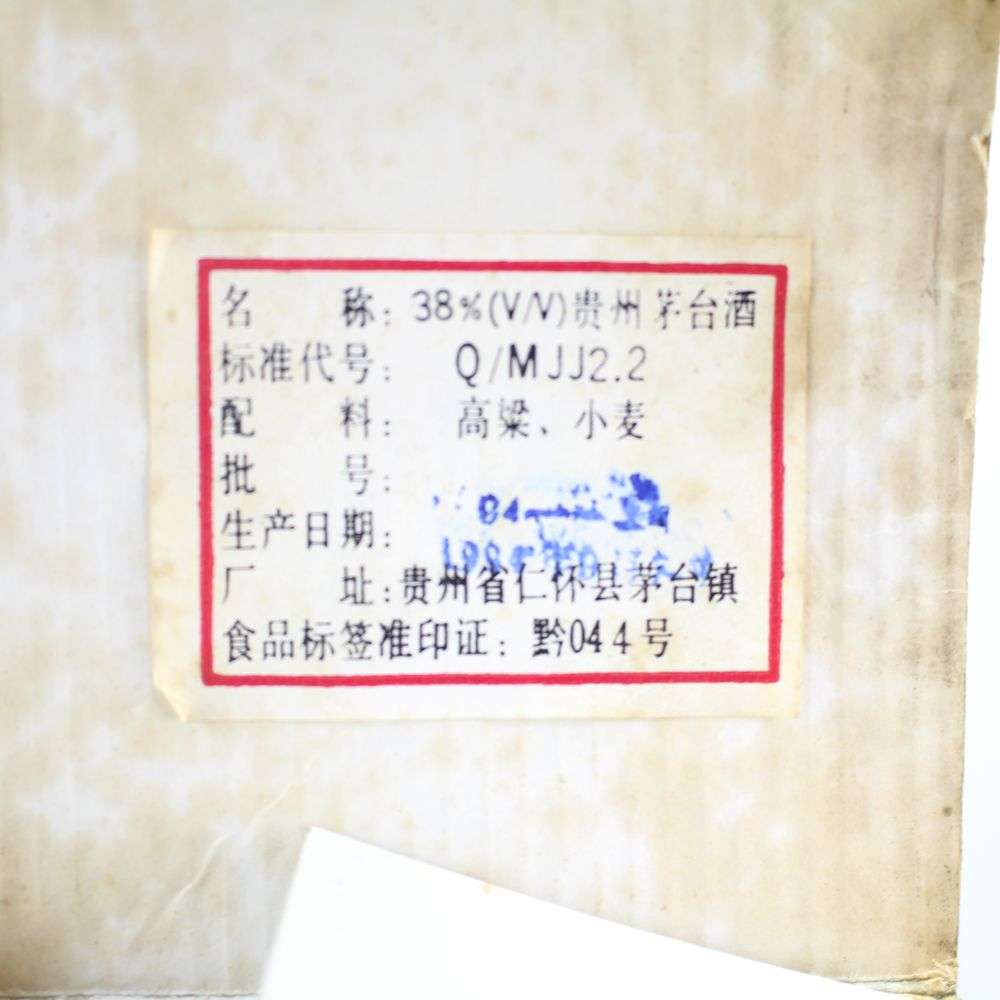 名 称: 38%(V/V)贵州茅台酒
标准代号: Q/MJJ2.2
配 料: 高粱、小麦
批 号: 94
生产日期:
厂 址:贵州省仁怀县茅台镇
食品标签准印证: 黔044号